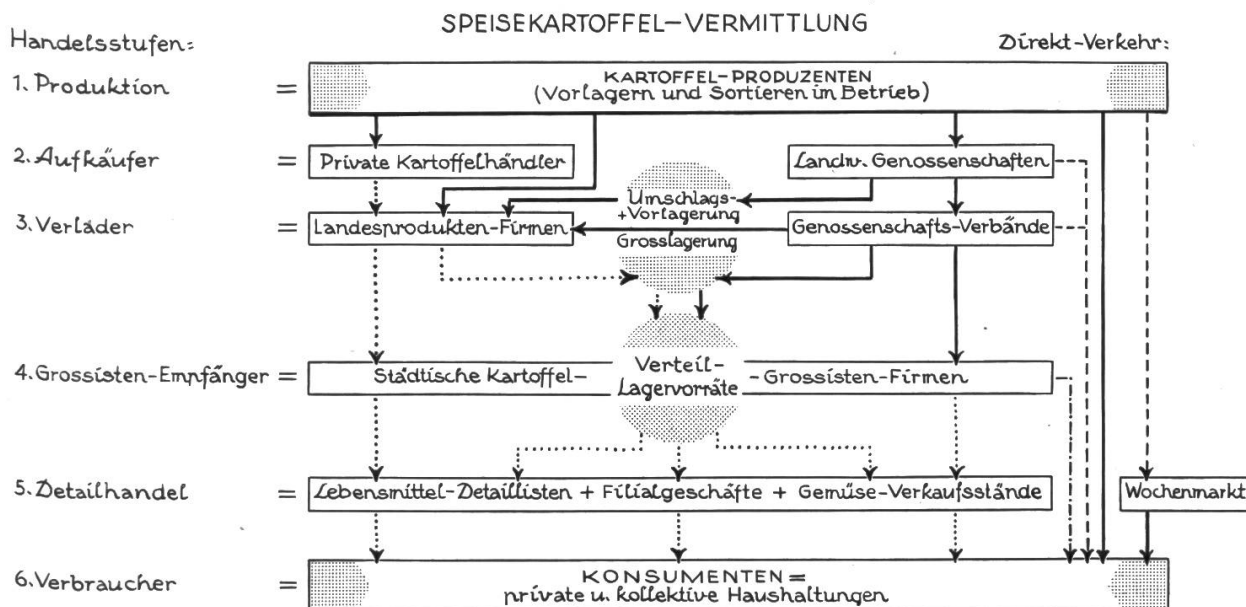 SPEISEKARTOFFEL-VERMITTLUNG
Handelsstufen:
Direkt-Verkehr:
1. Produktion =
KARTOFFEL-PRODUZENTEN
(Vorlagern und Sortieren im Betrieb)
2. Aufkäufer =
Private Kartoffelhändler
Landw. Genossenschaften
Umschlags-
+Vorlagerung
3. Verläder =
Landesprodukten-Firmen
Grosslagerung
Genossenschafts-Verbände
4. Grossisten-Empfänger =
Städtische Kartoffel-
Verteil-
Lagervorräte
-Grossisten-Firmen
5. Detailhandel =
Lebensmittel-Detaillisten + Filialgeschäfte + Gemüse-Verkaufsstände
Wochenmarkt
6. Verbraucher =
KONSUMENTEN =
private u. kollektive Haushaltungen